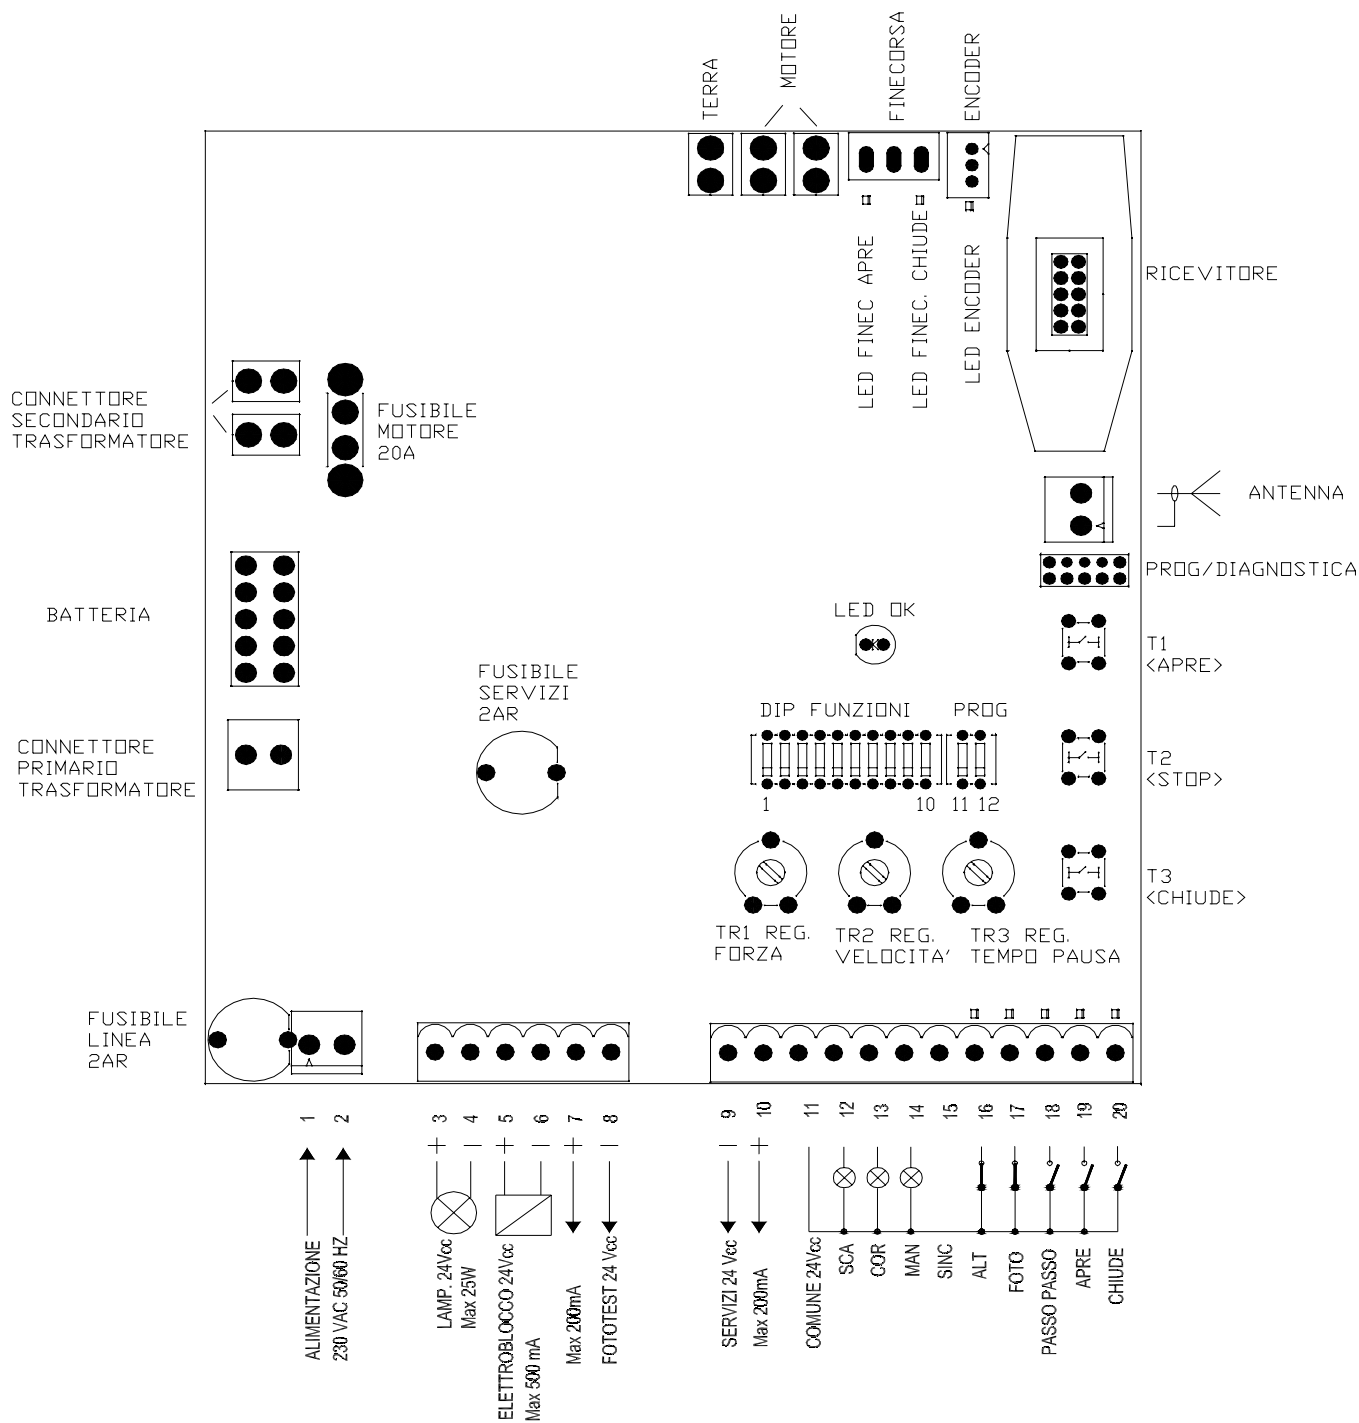 TERRA
MOTORE
FINECORSA
ENCODER
LED FINEC APRE
LED FINEC. CHIUDE
LED ENCODER
RICEVITORE
CONNETTORE
SECONDARIO
TRASFORMATORE
FUSIBILE
MOTORE
20A
ANTENNA
PROG/DIAGNOSTICA
BATTERIA
LED OK
T1
<APRE>
FUSIBILE
SERVIZI
2AR
DIP FUNZIONI
PROG
CONNETTORE
PRIMARIO
TRASFORMATORE
T2
<STOP>
1
10
11
12
T3
<CHIUDE>
TR1 REG.
FORZA
TR2 REG.
VELOCITA'
TR3 REG.
TEMPO PAUSA
FUSIBILE
LINEA
2AR
1
2
3
4
5
6
7
8
9
10
11
12
13
14
15
16
17
18
19
20
+
–
+
–
+
–
–
+
ALIMENTAZIONE
230 VAC 50/60 HZ
LAMP. 24Vcc
Max 25W
ELETTROBLOCCO 24Vcc
Max 500 mA
Max 200mA
FOTOTEST 24 Vcc
SERVIZI 24 Vcc
Max 200mA
COMUNE 24Vcc
SCA
COR
MAN
SINC
ALT
FOTO
PASSO PASSO
APRE
CHIUDE